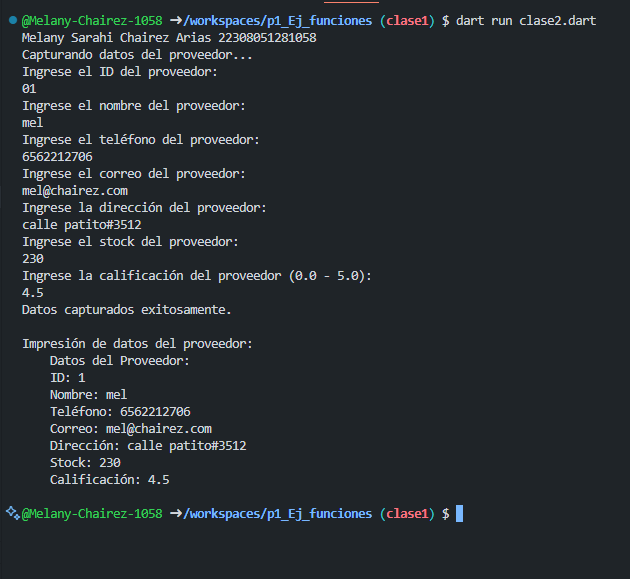 @Melany-Chairez-1058 ➜/workspaces/p1_Ej_funciones (clase1) $ dart run clase2.dart
Melany Sarahi Chairez Arias 22308051281058
Capturando datos del proveedor...
Ingrese el ID del proveedor:
01
Ingrese el nombre del proveedor:
mel
Ingrese el teléfono del proveedor:
6562212706
Ingrese el correo del proveedor:
mel@chairez.com
Ingrese la dirección del proveedor:
calle patito#3512
Ingrese el stock del proveedor:
230
Ingrese la calificación del proveedor (0.0 - 5.0):
4.5
Datos capturados exitosamente.
Impresión de datos del proveedor:
Datos del Proveedor:
ID: 1
Nombre: mel
Teléfono: 6562212706
Correo: mel@chairez.com
Dirección: calle patito#3512
Stock: 230
Calificación: 4.5
@Melany-Chairez-1058 ➜/workspaces/p1_Ej_funciones (clase1) $